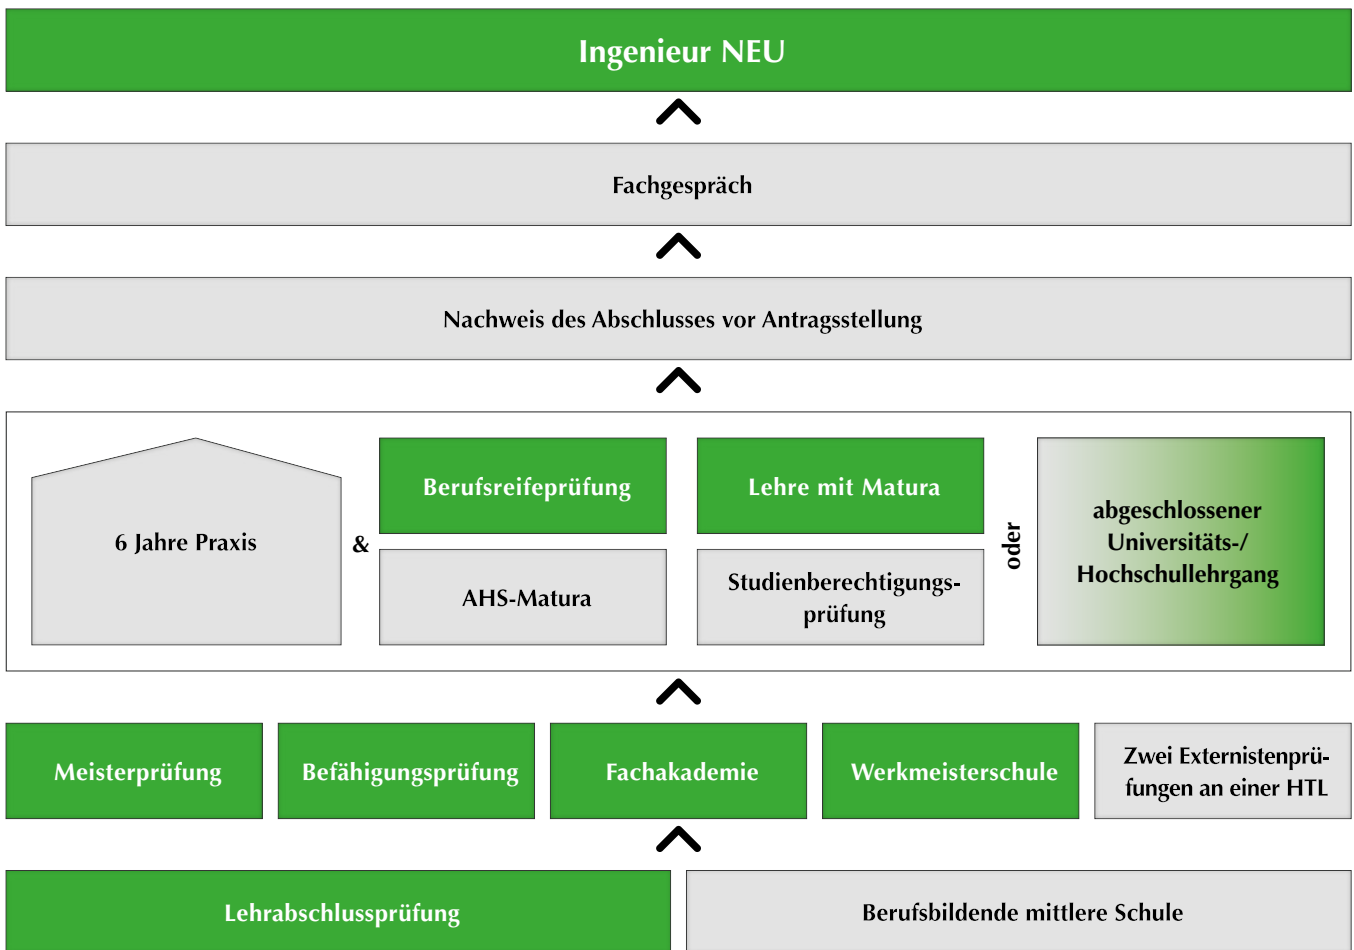 Ingenieur NEU
Fachgespräch
Nachweis des Abschlusses vor Antragsstellung
6 Jahre Praxis
&
Berufsreifeprüfung
Lehre mit Matura
AHS-Matura
Studienberechtigungs-
prüfung
oder
abgeschlossener
Universitäts-/
Hochschullehrgang
Meisterprüfung
Befähigungsprüfung
Fachakademie
Werkmeisterschule
Zwei Externistenprü-
fungen an einer HTL
Lehrabschlussprüfung
Berufsbildende mittlere Schule